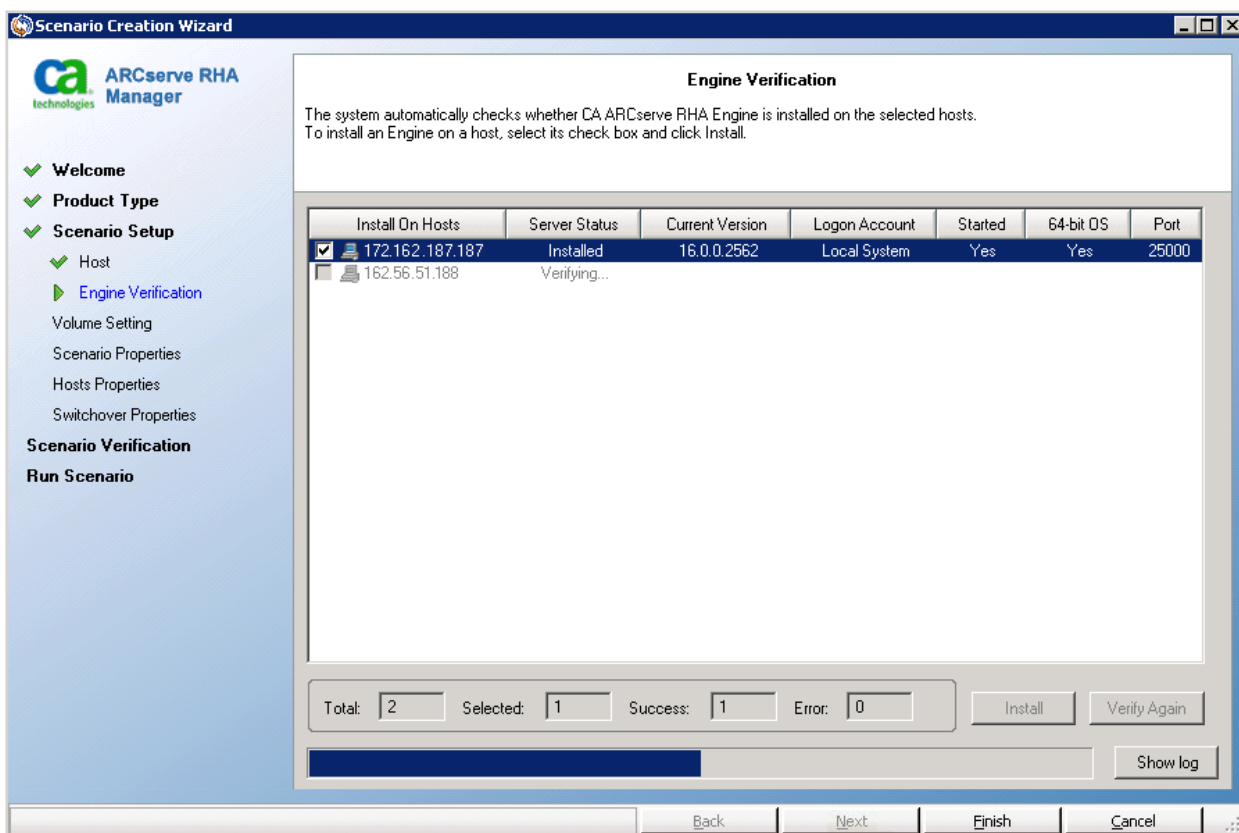 Scenario Creation Wizard
ca
technologies
ARCserve RHA
Manager
Welcome
Product Type
Scenario Setup
Host
Engine Verification
Volume Setting
Scenario Properties
Hosts Properties
Switchover Properties
Scenario Verification
Run Scenario
Engine Verification
The system automatically checks whether CA ARCserve RHA Engine is installed on the selected hosts.
To install an Engine on a host, select its check box and click Install.
Install On Hosts Server Status Current Version Logon Account Started 64-bit OS Port
172.162.187.187 Installed 16.0.0.2562 Local System Yes Yes 25000
162.56.51.188 Verifying...
Total: 2 Selected: 1 Success: 1 Error: 0 Install Verify Again
Show log
Back Next Finish Cancel